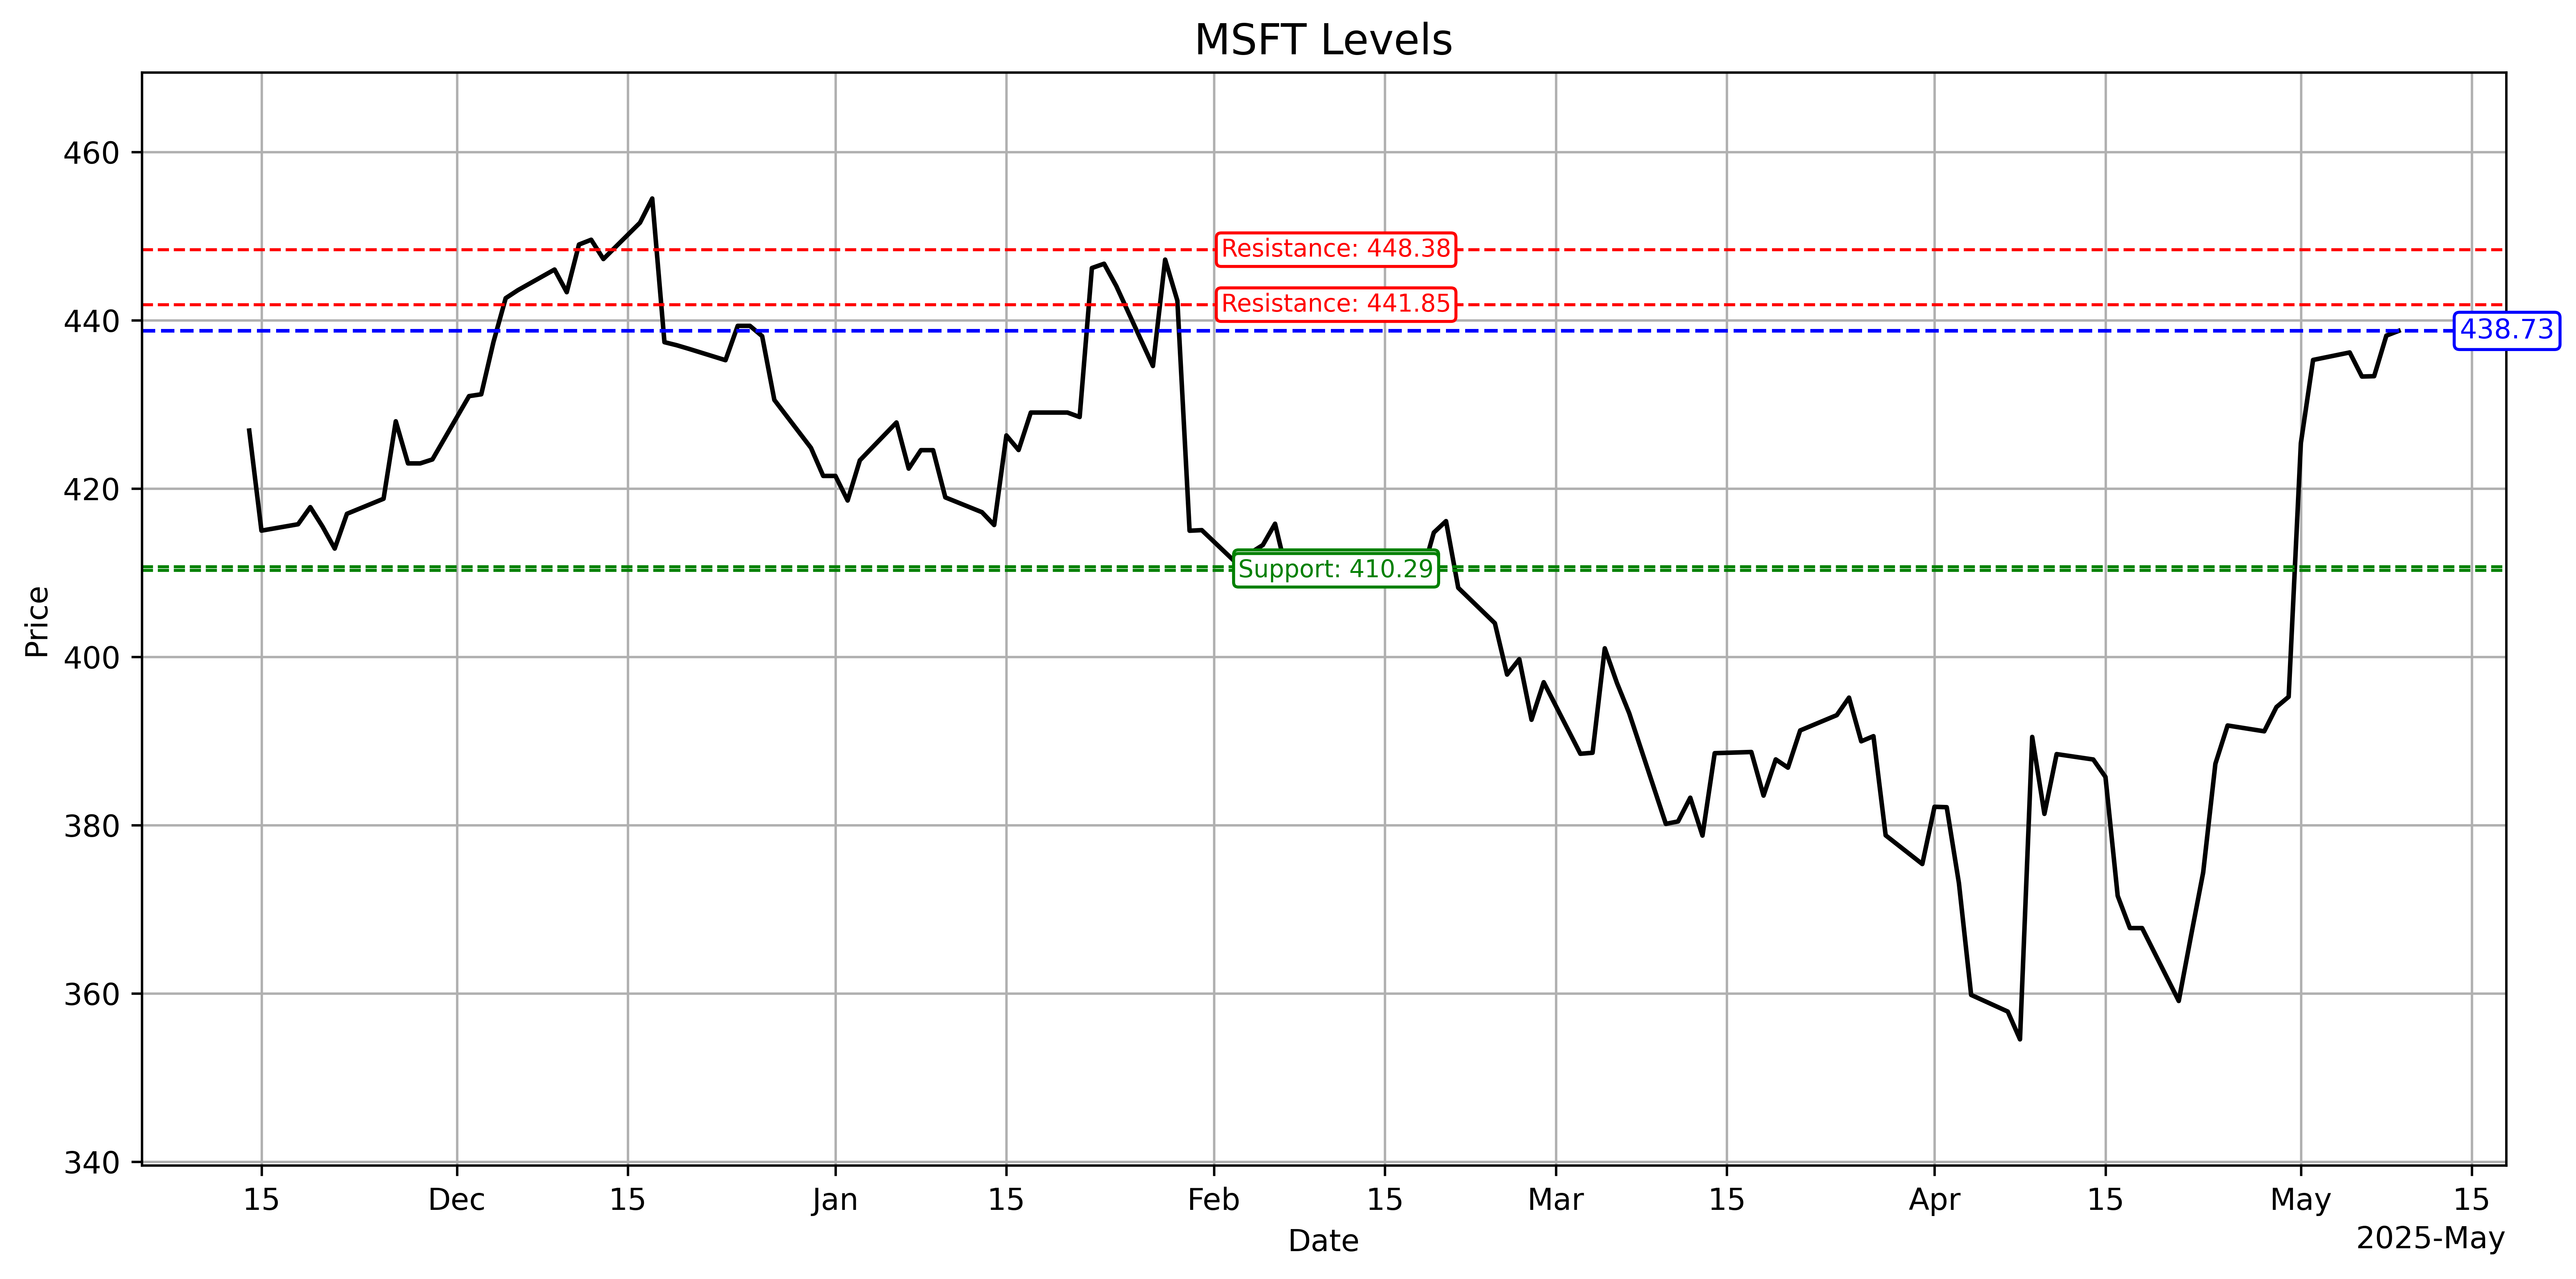 MSFT Levels
460
440
420
400
380
360
340
Price
Resistance: 448.38
Resistance: 441.85
438.73
Support: 410.29
15
Dec
15
Jan
15
Feb
15
Mar
15
Apr
15
May
15
Date
2025-May